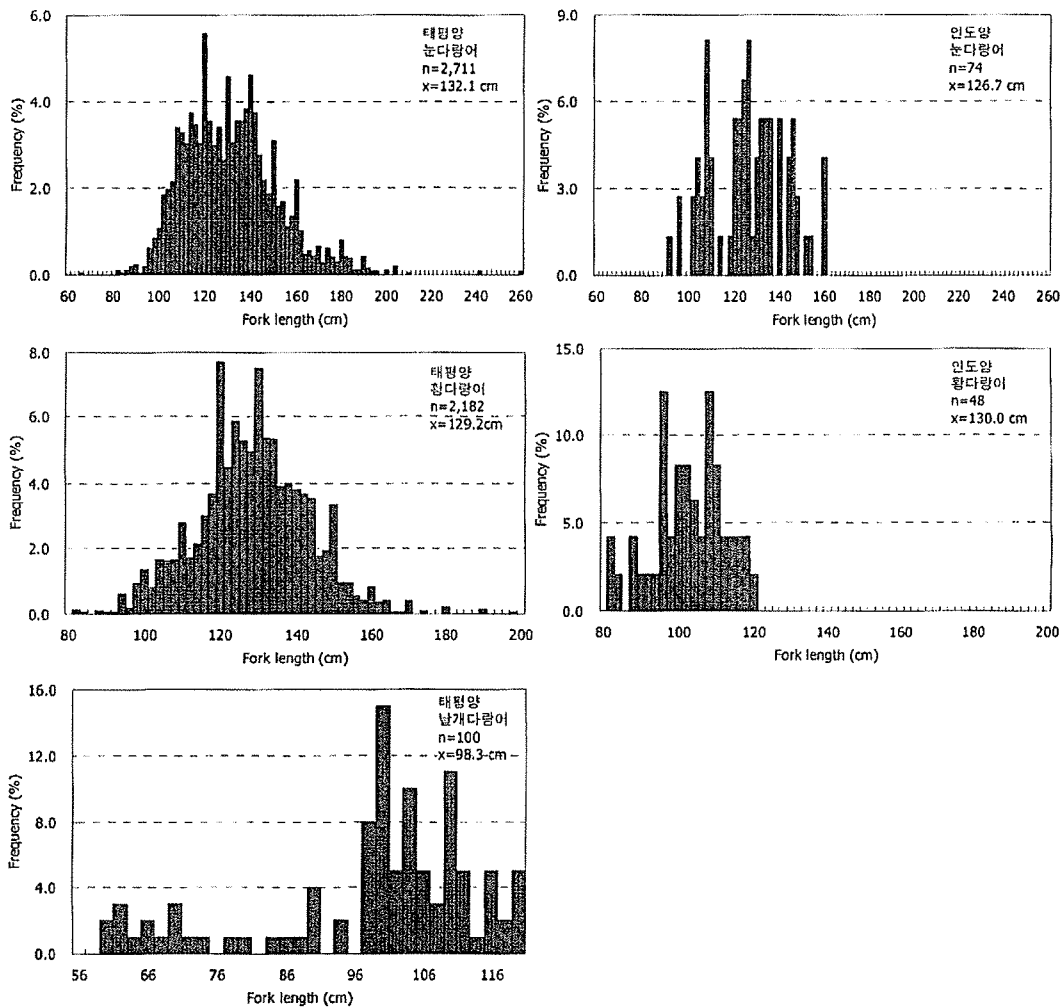 6.0
4.0
2.0
0.0
Frequency (%)
태평양
눈다랑어
n=2,711
x=132.1 cm
60 80 100 120 140 160 180 200 220 240 260
Fork length (cm)
9.0
6.0
3.0
0.0
Frequency (%)
인도양
눈다랑어
n=74
x=126.7 cm
60 80 100 120 140 160 180 200 220 240 260
Fork length (cm)
8.0
6.0
4.0
2.0
0.0
Frequency (%)
태평양
n=2,182
x=129.2cm
80 100 120 140 160 180 200
Fork length (cm)
15.0
10.0
5.0
0.0
Frequency (%)
인도양
황다랑어
n=48
x=130.0 cm
80 100 120 140 160 180 200
Fork length (cm)
16.0
12.0
8.0
4.0
0.0
Frequency (%)
태평양
날개다랑어
n=100
x=98.3 cm
56 66 76 86 96 106 116
Fork length (cm)